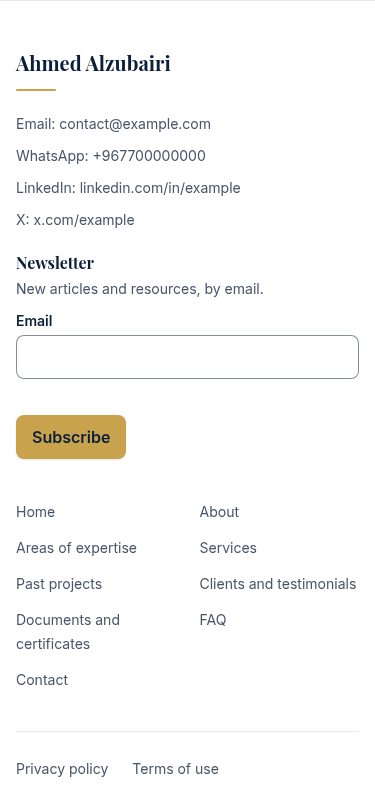 Ahmed Alzubairi
Email: contact@example.com
WhatsApp: +967700000000
LinkedIn: linkedin.com/in/example
X: x.com/example
Newsletter
New articles and resources, by email.
Email
Subscribe
Home
About
Areas of expertise
Services
Past projects
Clients and testimonials
Documents and
certificates
FAQ
Contact
Privacy policy
Terms of use